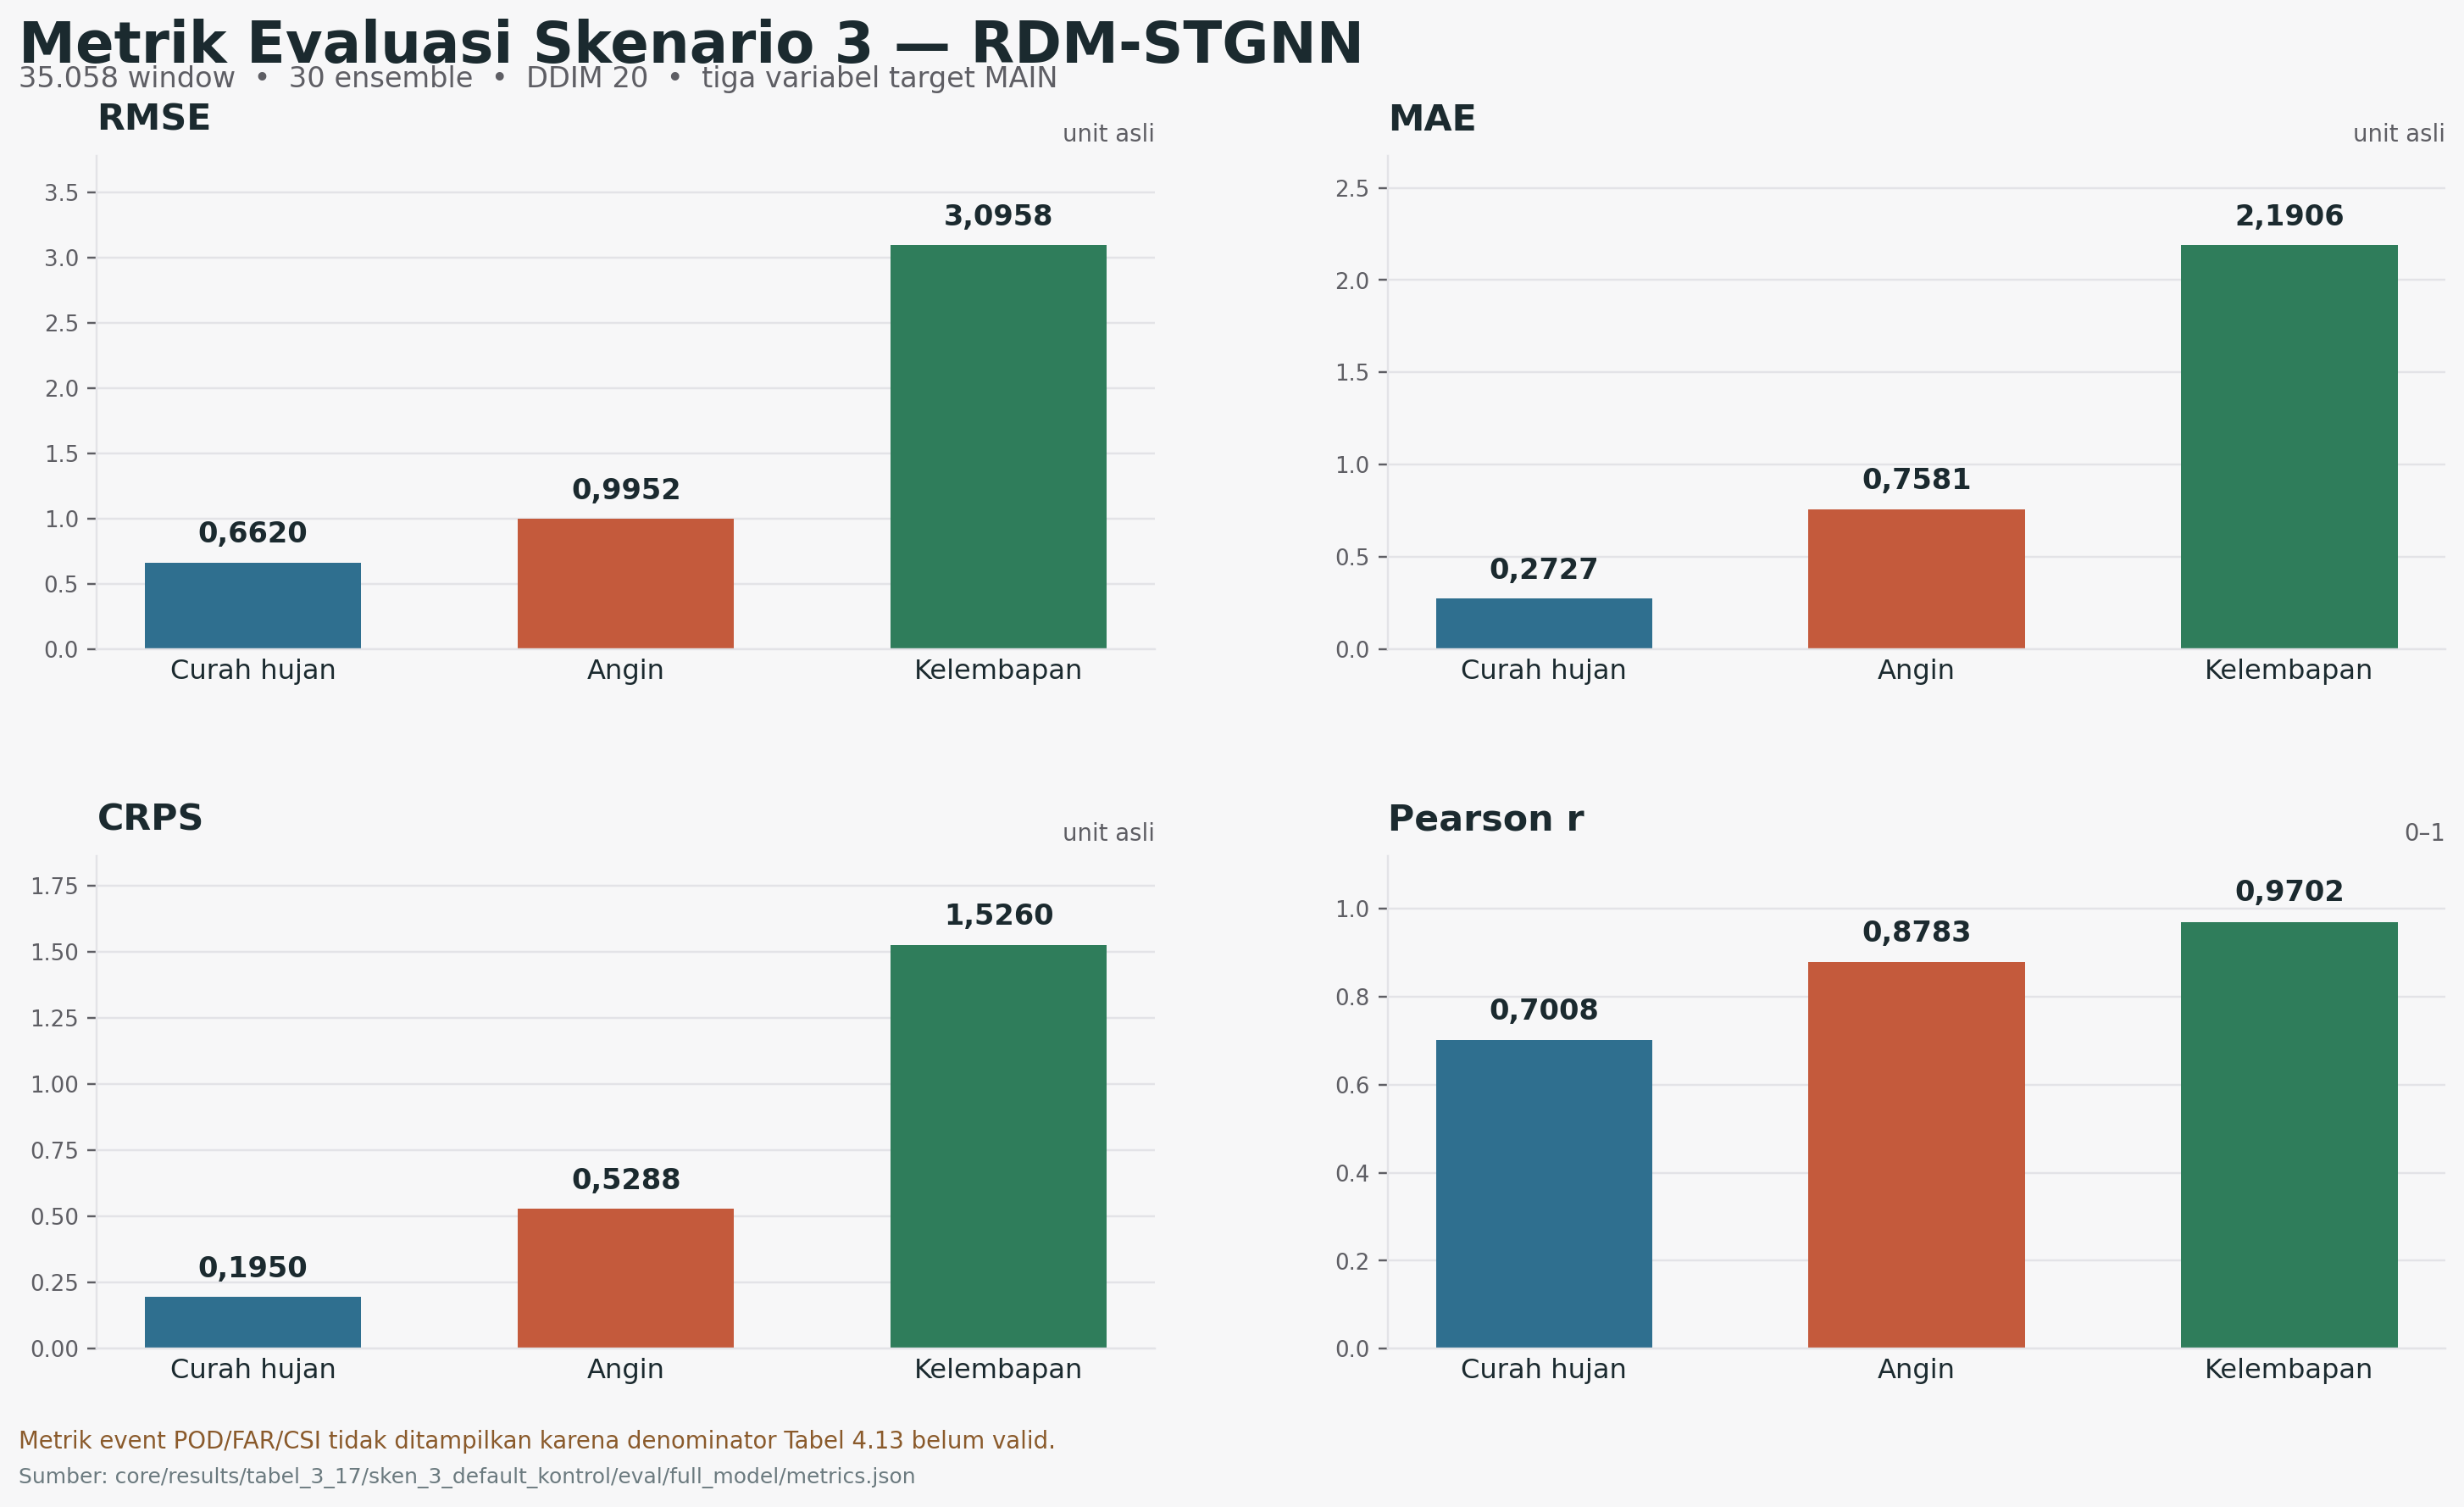 Metrik Evaluasi Skenario 3 — RDM-STGNN
35.058 window • 30 ensemble • DDIM 20 • tiga variabel target MAIN
RMSE
unit asli
3.5
3.0
2.5
2.0
1.5
1.0
0.5
0.0
0,6620
0,9952
3,0958
Curah hujan
Angin
Kelembapan
MAE
unit asli
2.5
2.0
1.5
1.0
0.5
0.0
0,2727
0,7581
2,1906
Curah hujan
Angin
Kelembapan
CRPS
unit asli
1.75
1.50
1.25
1.00
0.75
0.50
0.25
0.00
0,1950
0,5288
1,5260
Curah hujan
Angin
Kelembapan
Pearson r
0–1
1.0
0.8
0.6
0.4
0.2
0.0
0,7008
0,8783
0,9702
Curah hujan
Angin
Kelembapan
Metrik event POD/FAR/CSI tidak ditampilkan karena denominator Tabel 4.13 belum valid.
Sumber: core/results/tabel_3_17/sken_3_default_kontrol/eval/full_model/metrics.json